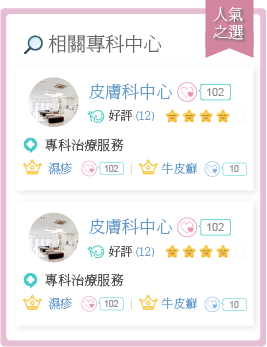 人氣
之選
相關專科中心
皮膚科中心 102
好評 (12)
專科治療服務
濕疹 102 | 牛皮癬 10
皮膚科中心 102
好評 (12)
專科治療服務
濕疹 102 | 牛皮癬 10